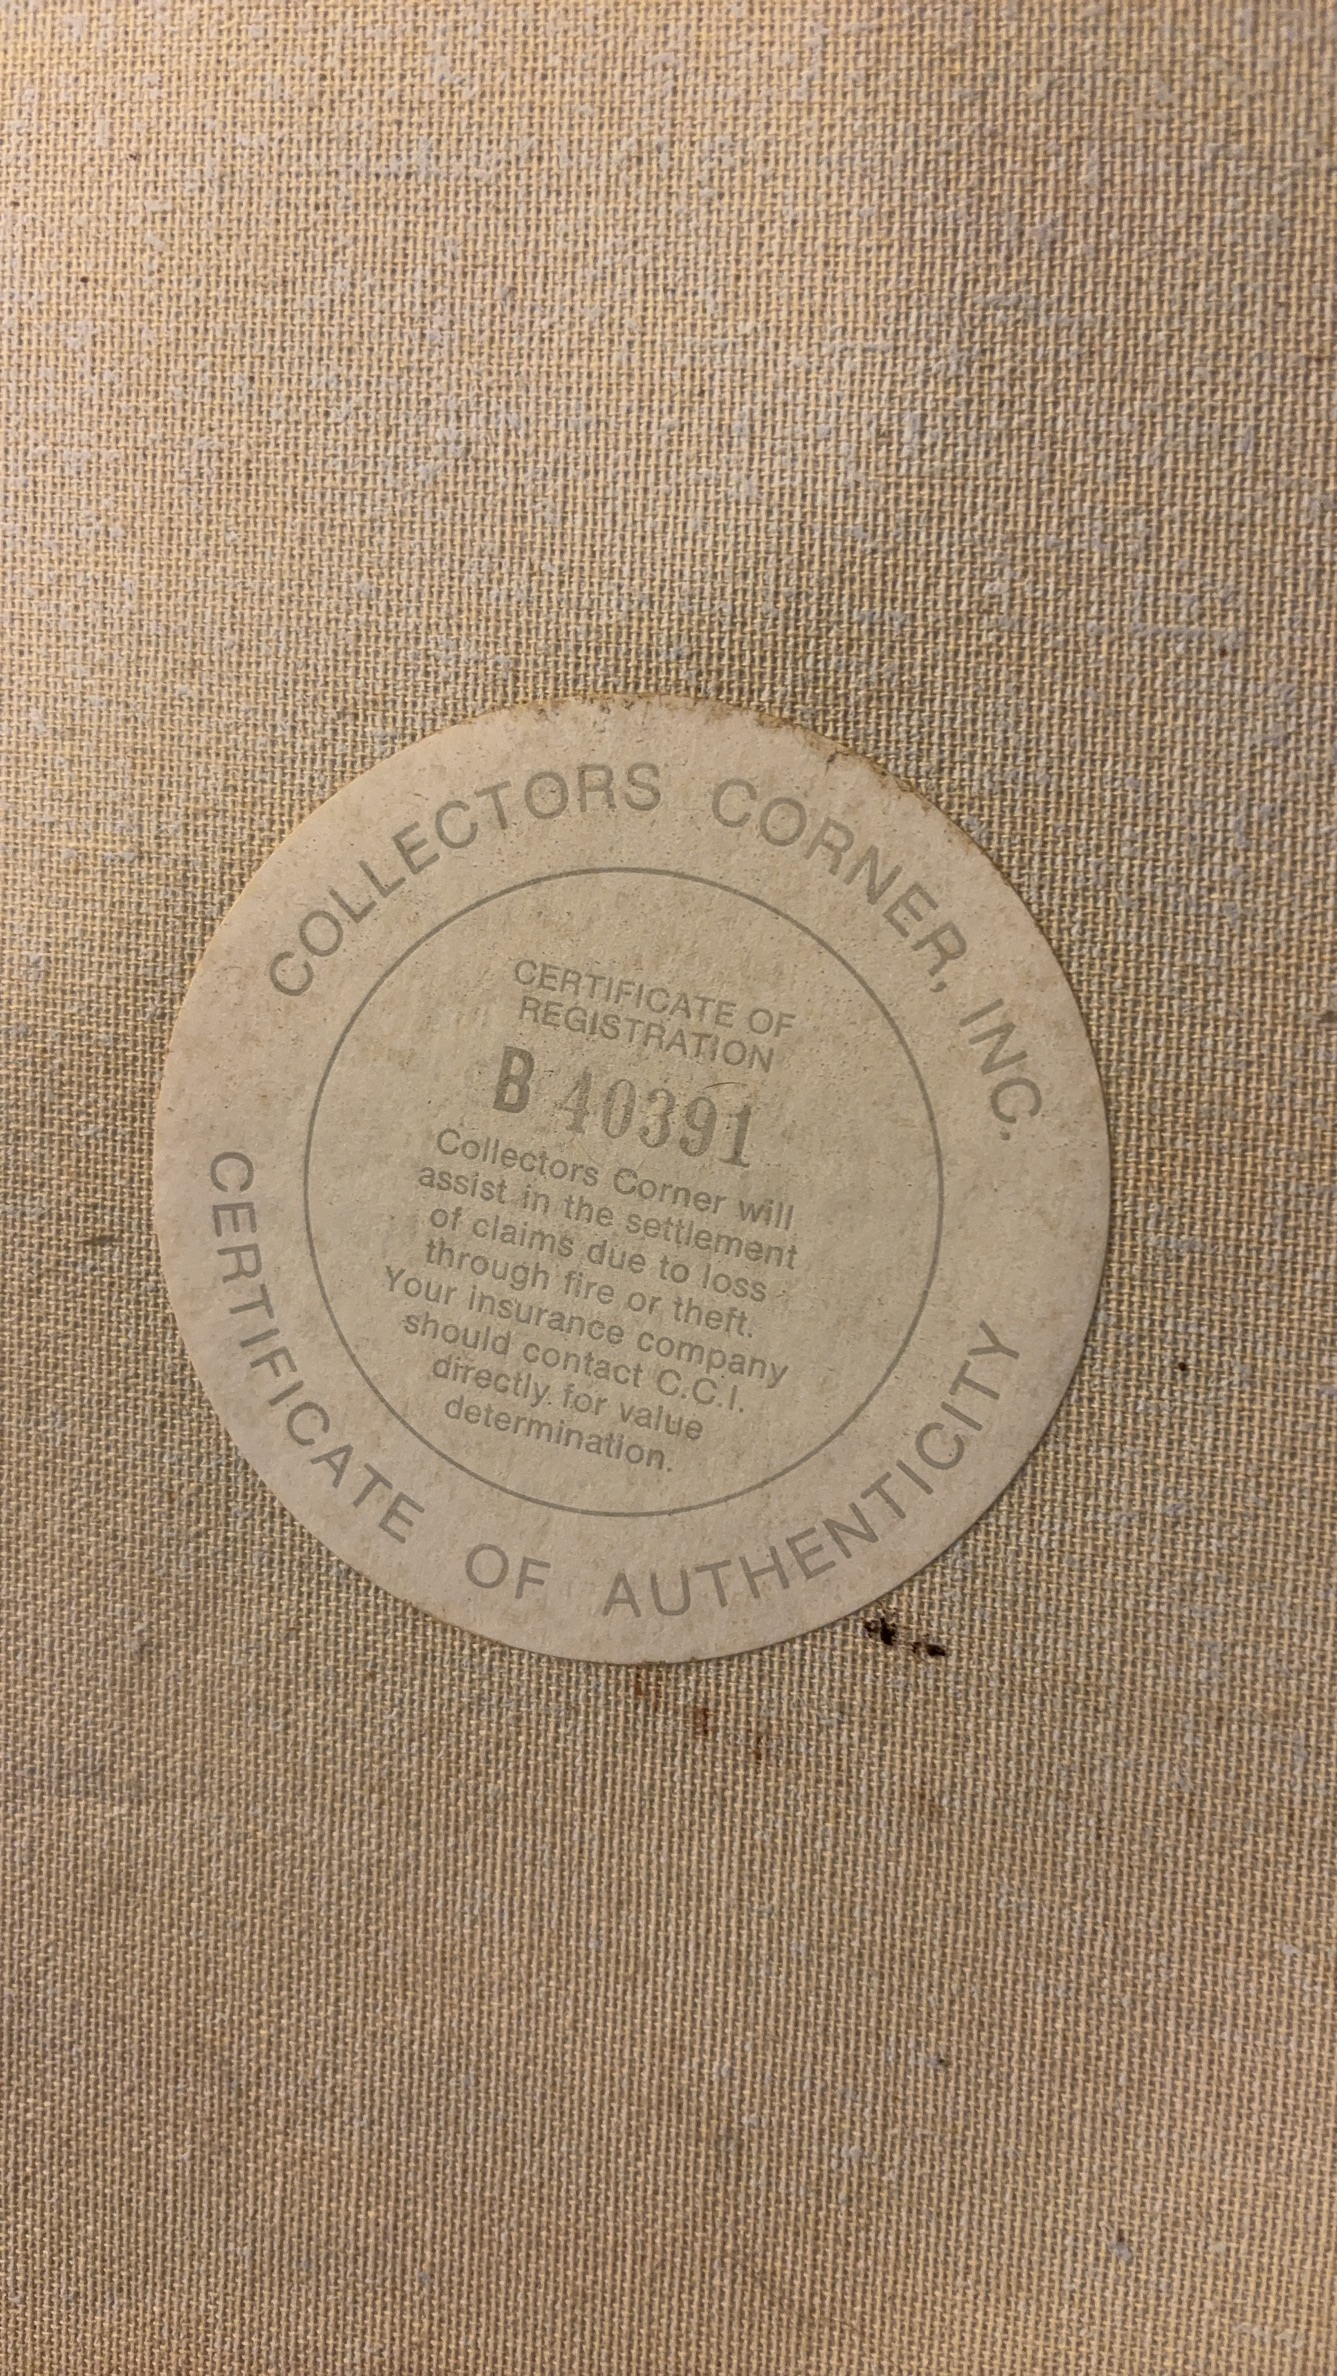 COLLECTORS CORNER, INC.
CERTIFICATE OF
REGISTRATION
B 40391
Collectors Corner will
assist in the settlement
of claims due to loss
through fire or theft.
Your insurance company
should contact C.C.I.
directly for value
determination.
CERTIFICATE OF AUTHENTICITY